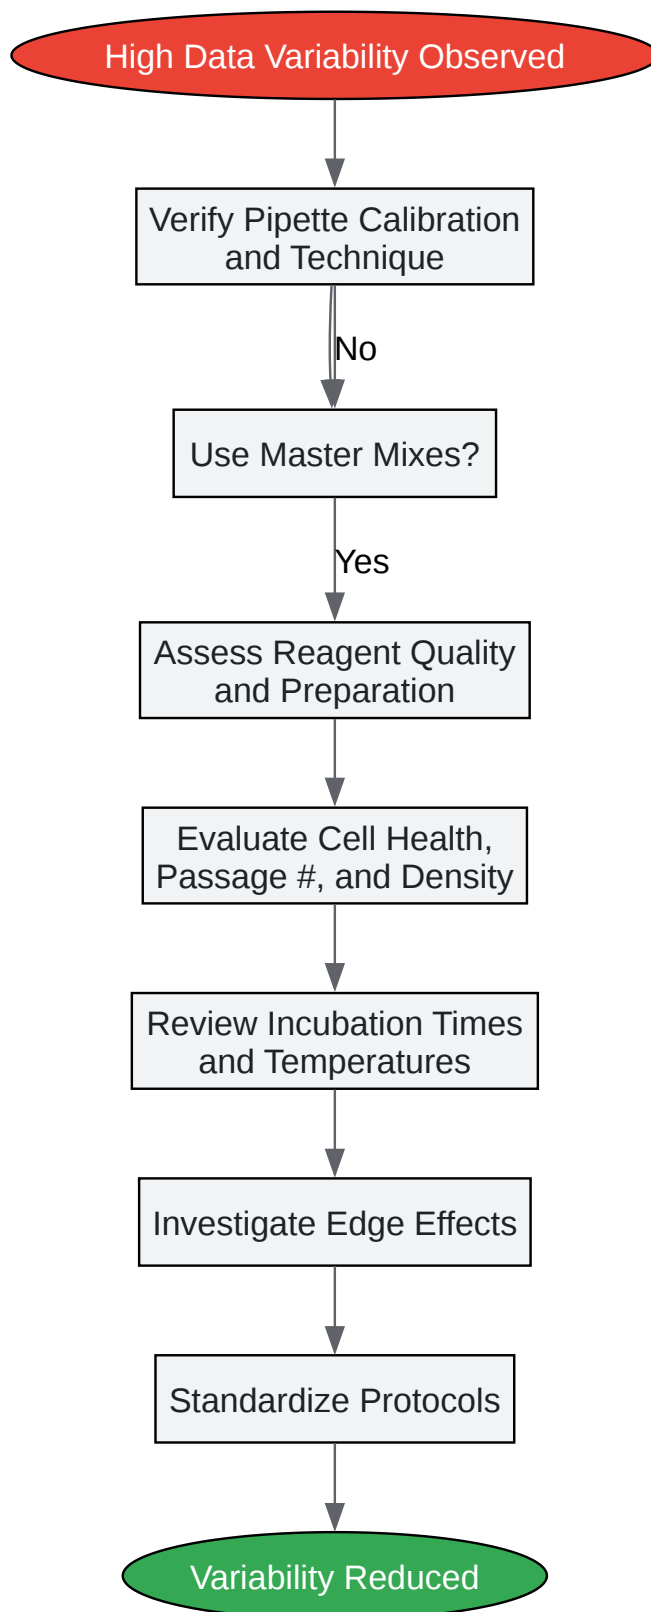 High Data Variability Observed
Verify Pipette Calibration
and Technique
No
Use Master Mixes?
Yes
Assess Reagent Quality
and Preparation
Evaluate Cell Health,
Passage #, and Density
Review Incubation Times
and Temperatures
Investigate Edge Effects
Standardize Protocols
Variability Reduced